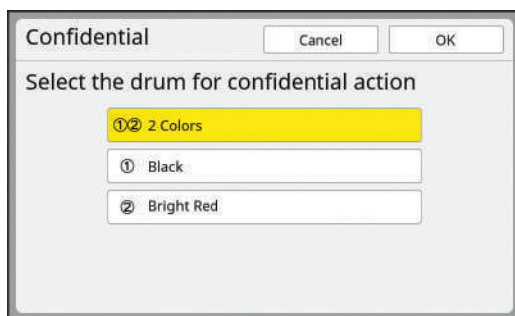 Confidential Cancel OK
Select the drum for confidential action
①② 2 Colors
① Black
② Bright Red